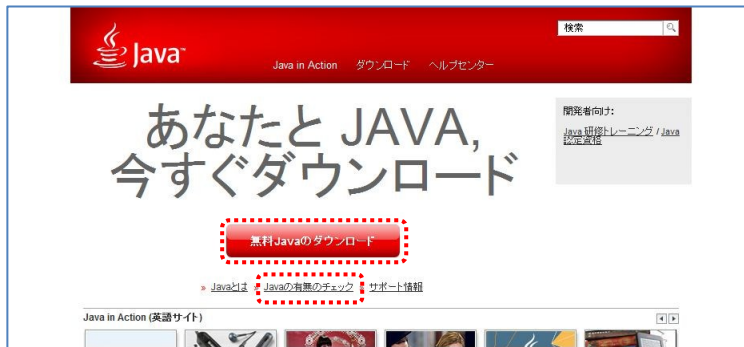 検索
Java™
Java in Action ダウンロード ヘルプセンター
あなたと JAVA,
今すぐダウンロード
開発者向け:
Java 研修トレーニング / Java
認定資格
無料Javaのダウンロード
» Javaとは » Javaの有無のチェック » サポート情報
Java in Action (英語サイト)